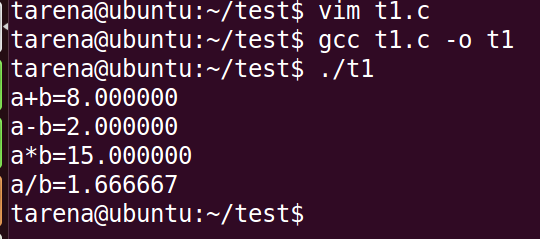 tarena@ubuntu:~/test$ vim t1.c
tarena@ubuntu:~/test$ gcc t1.c -o t1
tarena@ubuntu:~/test$ ./t1
a+b=8.000000
a-b=2.000000
a*b=15.000000
a/b=1.666667
tarena@ubuntu:~/test$